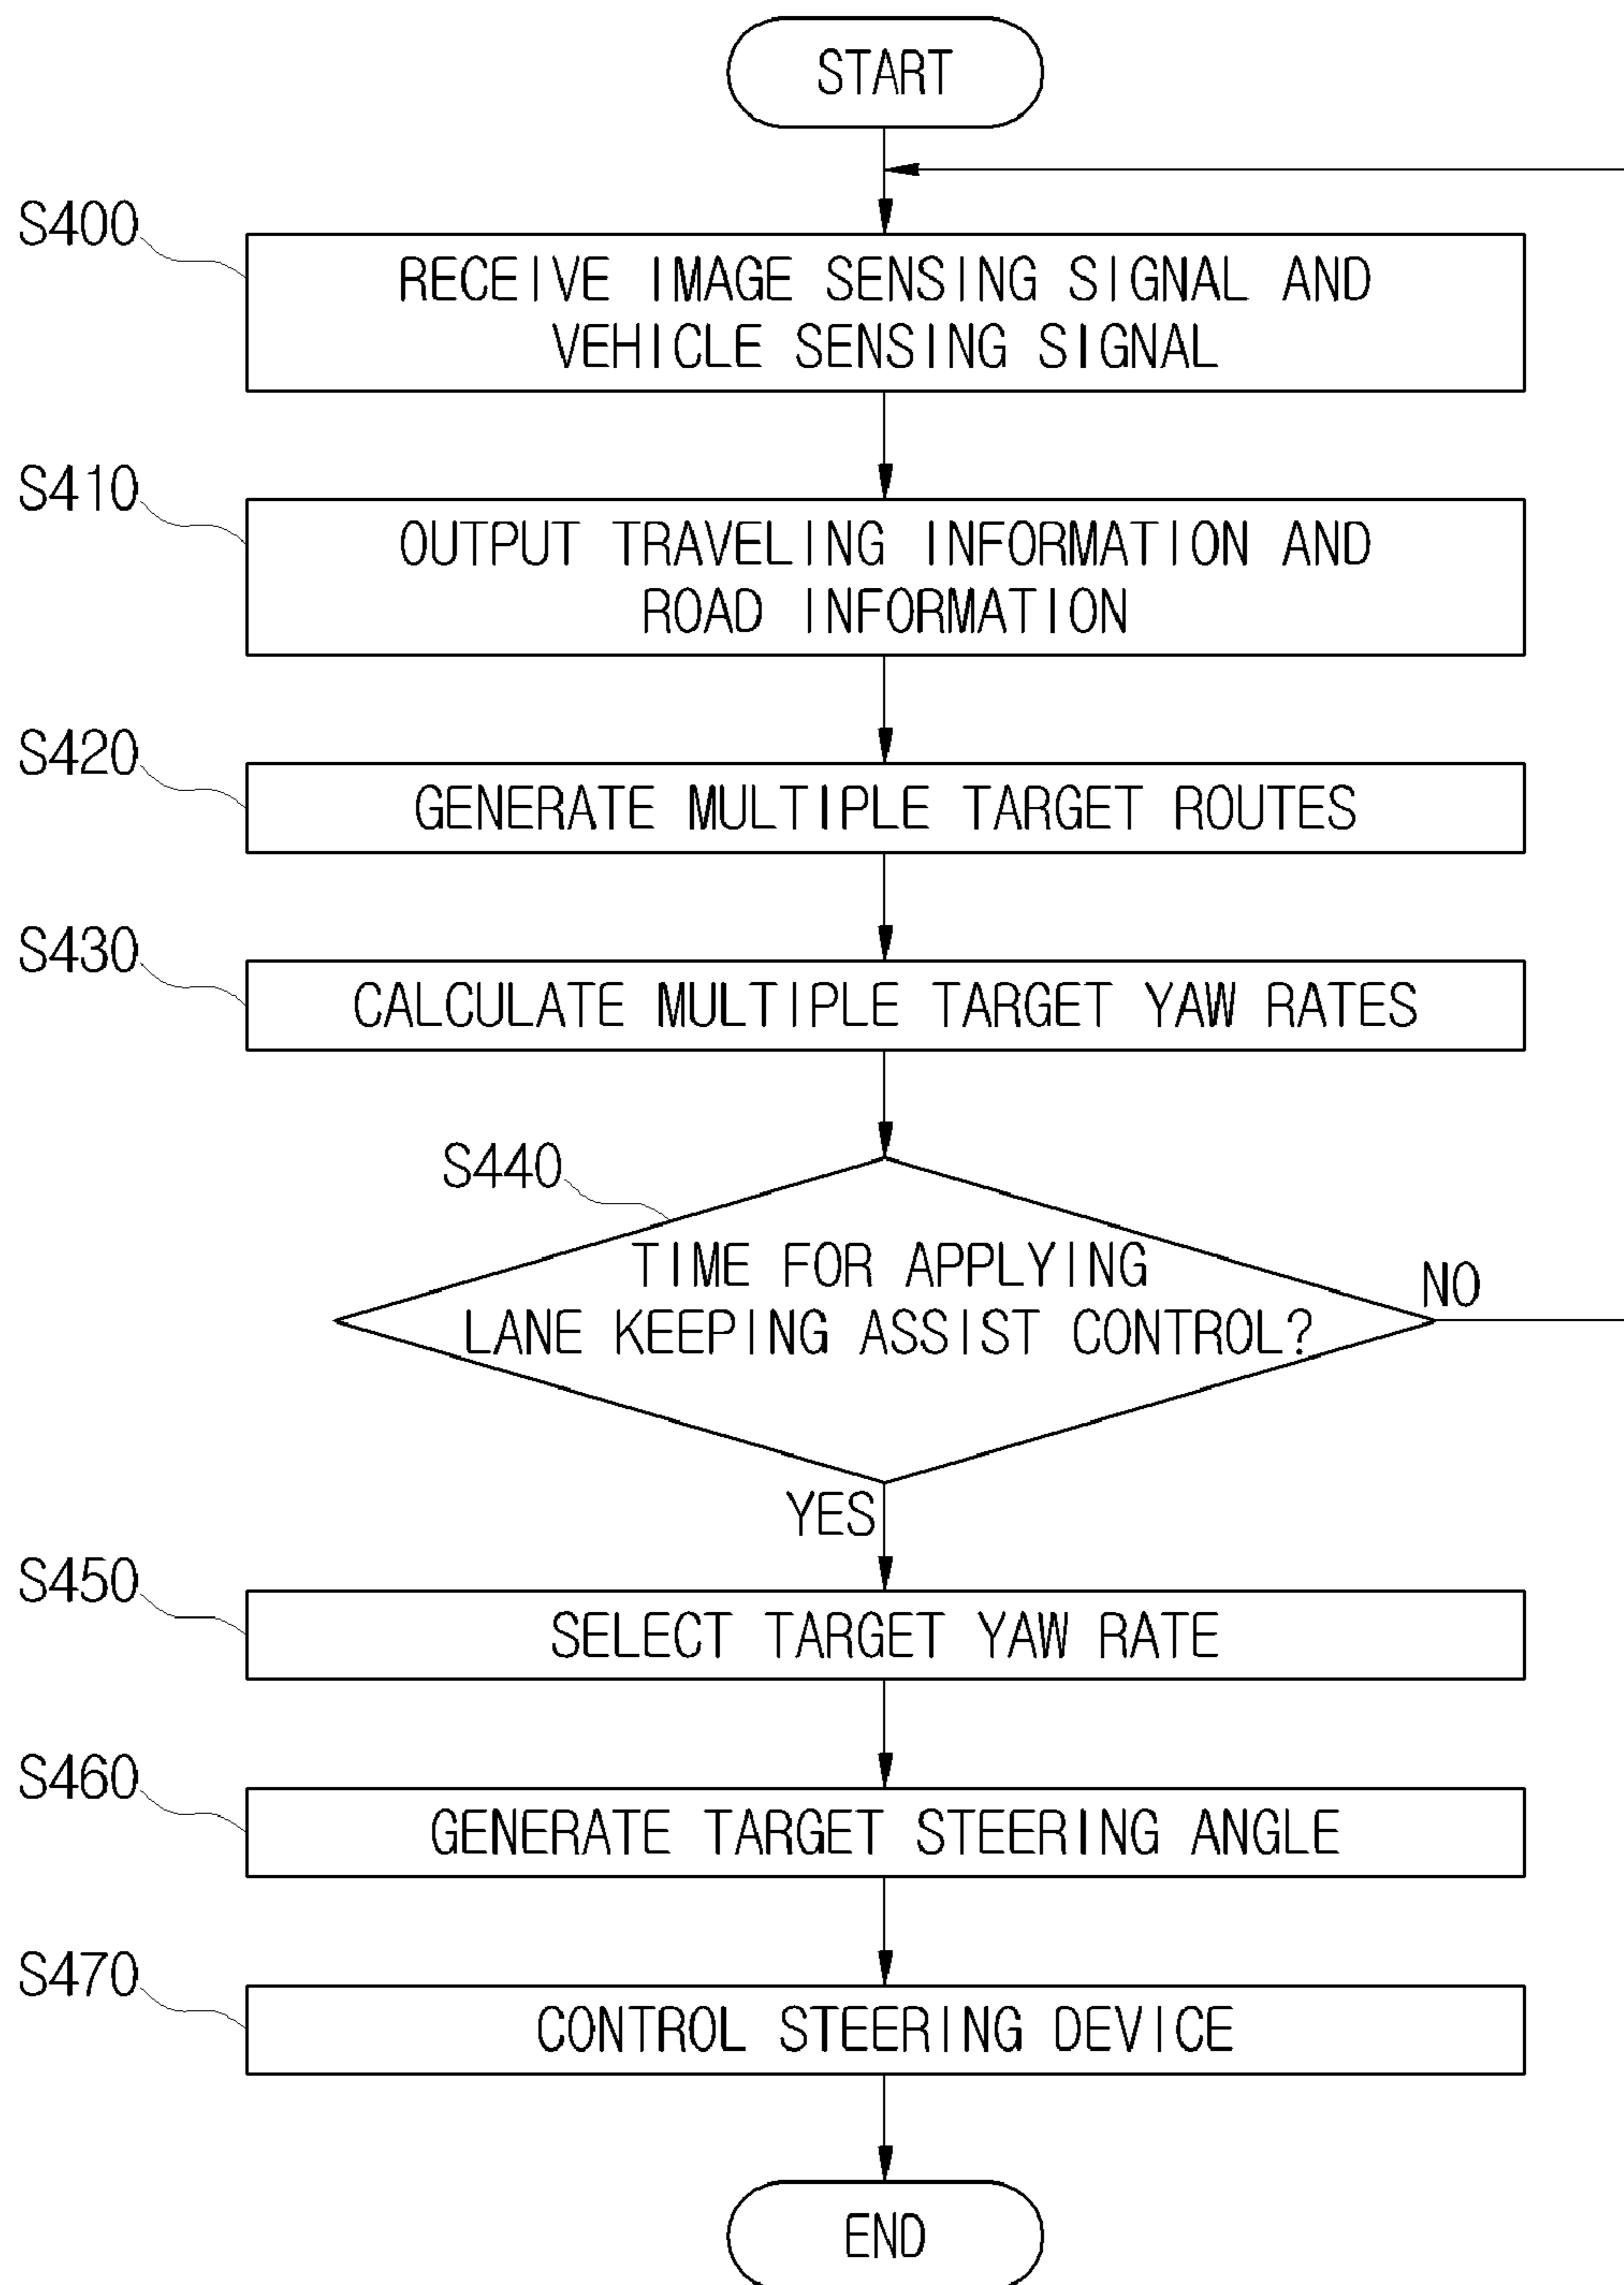 START
S400
RECEIVE IMAGE SENSING SIGNAL AND
VEHICLE SENSING SIGNAL
S410
OUTPUT TRAVELING INFORMATION AND
ROAD INFORMATION
S420
GENERATE MULTIPLE TARGET ROUTES
S430
CALCULATE MULTIPLE TARGET YAW RATES
S440
TIME FOR APPLYING
LANE KEEPING ASSIST CONTROL?
NO
YES
S450
SELECT TARGET YAW RATE
S460
GENERATE TARGET STEERING ANGLE
S470
CONTROL STEERING DEVICE
END